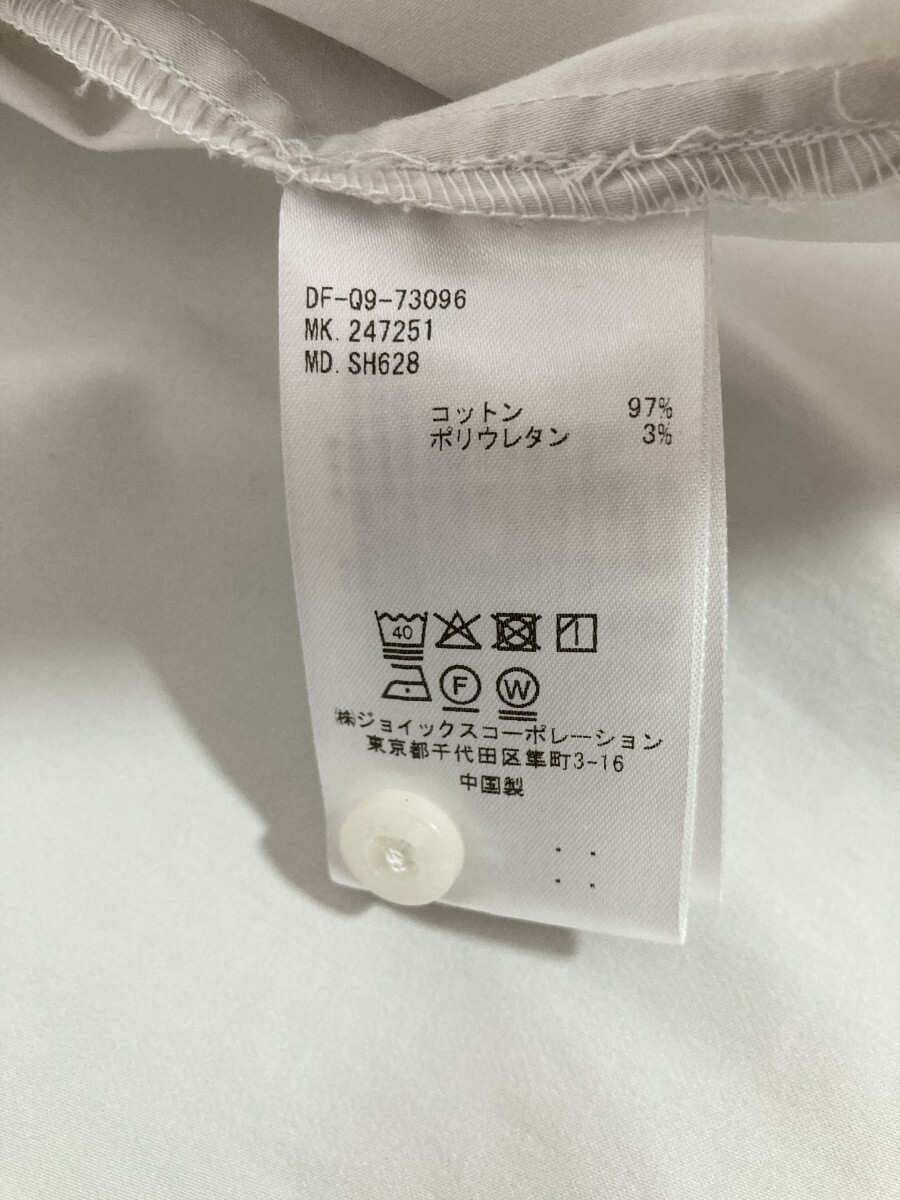 DF-Q9-73096
MK. 247251
MD. SH628
コットン 97%
ポリウレタン 3%
40
F W
㈱ジョイックスコーポレーション
東京都千代田区隼町3-16
中国製